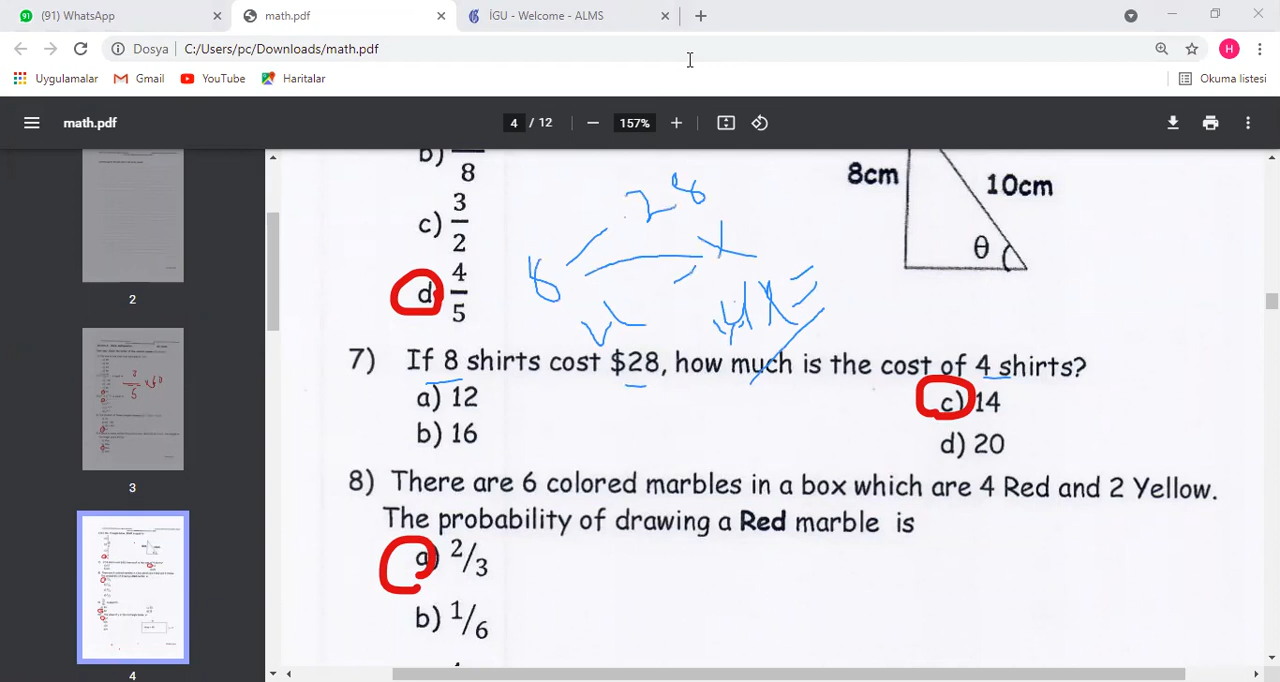 (91) WhatsApp
math.pdf
İGU - Welcome - ALMS
Dosya
C:/Users/pc/Downloads/math.pdf
H
Uygulamalar
Gmail
YouTube
Haritalar
Okuma listesi
math.pdf
4 / 12
157%
2
3
4
b) 8
c) 3/2
d) 4/5
8cm
10cm
θ
28
8
7) If 8 shirts cost $28, how much is the cost of 4 shirts?
a) 12
c) 14
b) 16
d) 20
8) There are 6 colored marbles in a box which are 4 Red and 2 Yellow.
The probability of drawing a Red marble is
a) 2/3
b) 1/6